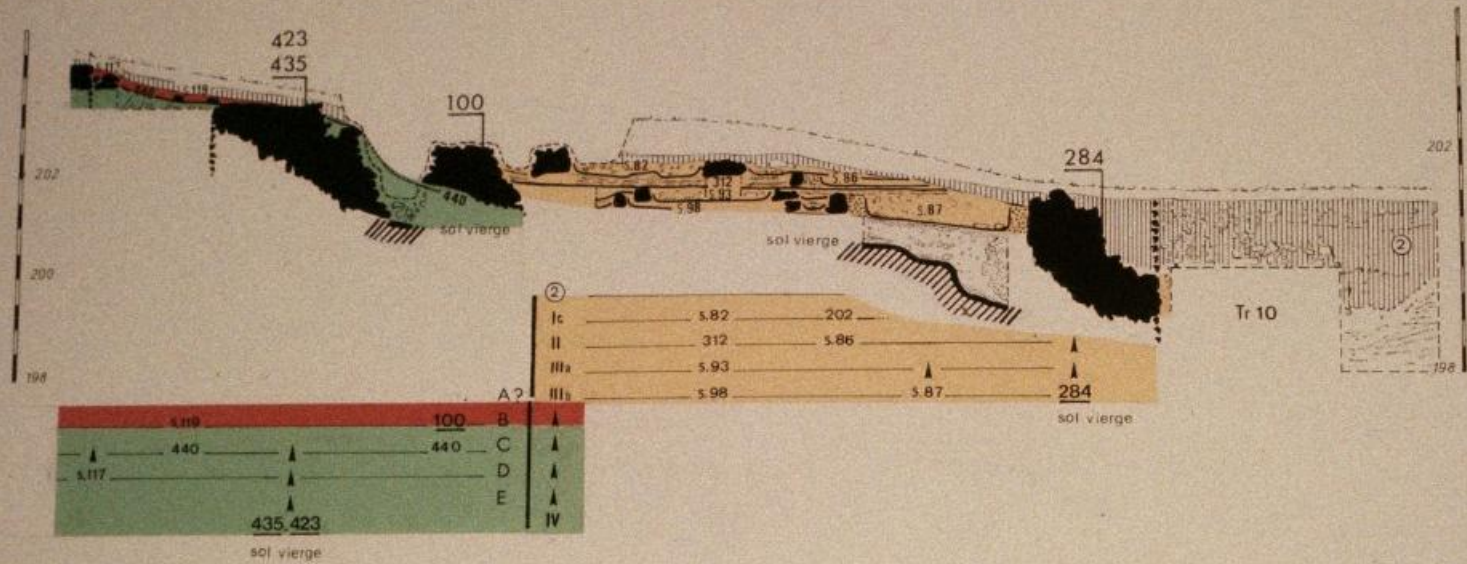 423
435
100
284
s.11
440
s.119
s.82
312
s.86
s.93
s.98
s.87
440
sol vierge
sol vierge
202
200
198
202
198
②
Tr 10
②
Ic s.82 202
II 312 s.86
IIIa s.93
A? IIIb s.98 s.87 284
sol vierge
s.119 100 B
440 440 C
s.117 D
E
IV
435.423
sol vierge